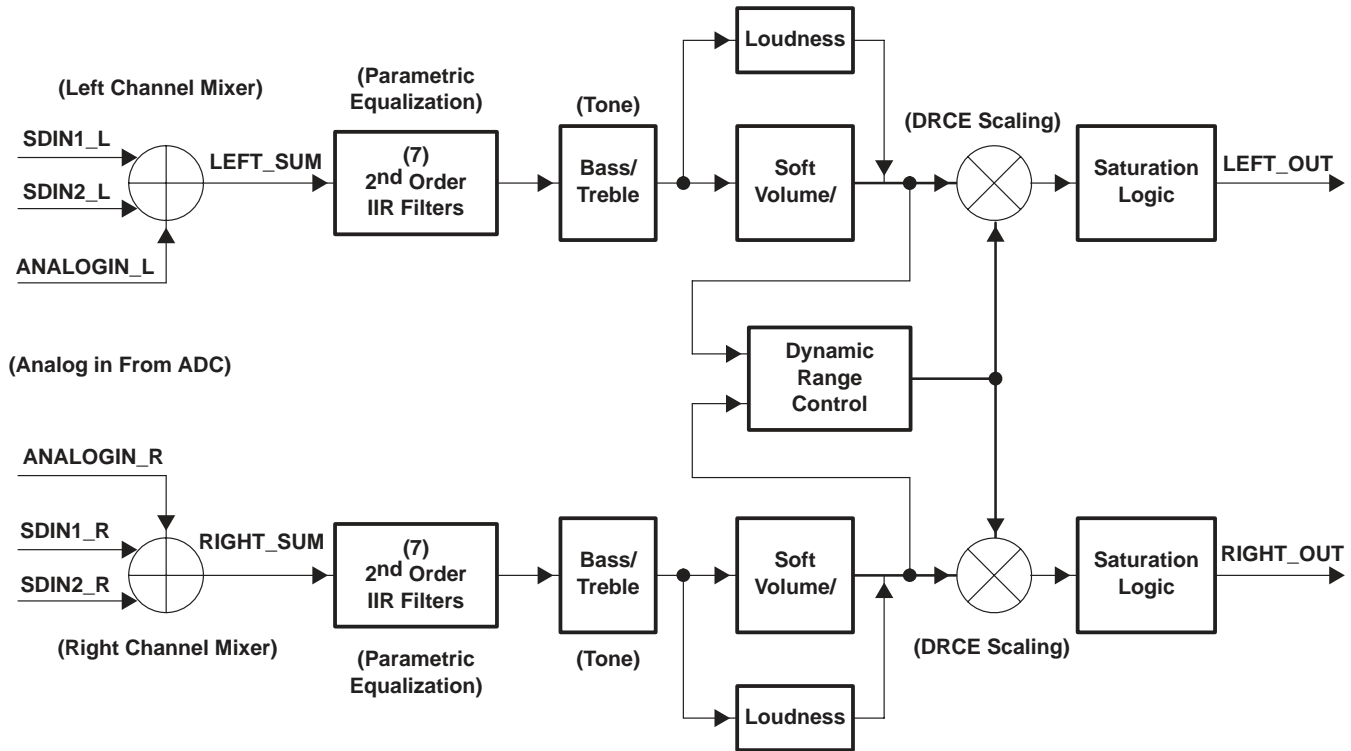 Loudness
(Left Channel Mixer)
(Parametric
Equalization)
(Tone)
(DRCE Scaling)
SDIN1_L
SDIN2_L
ANALOGIN_L
LEFT_SUM
(7)
2nd Order
IIR Filters
Bass/
Treble
Soft
Volume/
Saturation
Logic
LEFT_OUT
(Analog in From ADC)
Dynamic
Range
Control
ANALOGIN_R
SDIN1_R
SDIN2_R
RIGHT_SUM
(7)
2nd Order
IIR Filters
Bass/
Treble
Soft
Volume/
Saturation
Logic
RIGHT_OUT
(Right Channel Mixer)
(Parametric
Equalization)
(Tone)
(DRCE Scaling)
Loudness